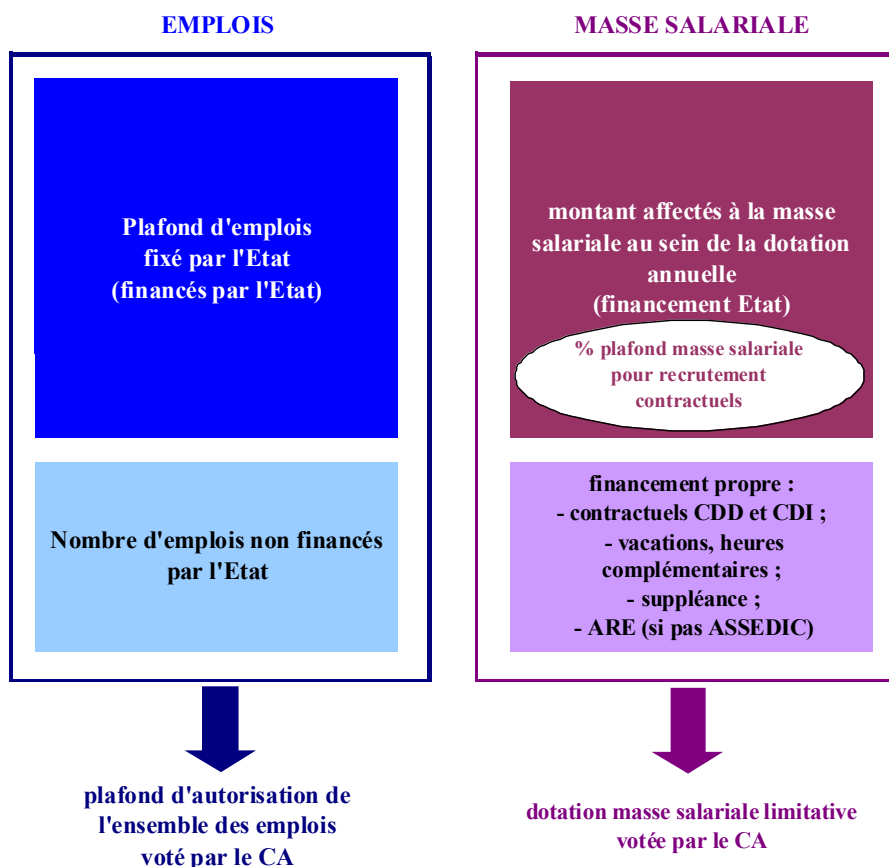 EMPLOIS
Plafond d'emplois
fixé par l'Etat
(financés par l'Etat)
Nombre d'emplois non financés
par l'Etat
plafond d'autorisation de
l'ensemble des emplois
voté par le CA
MASSE SALARIALE
montant affectés à la masse
salariale au sein de la dotation
annuelle
(financement Etat)
% plafond masse salariale
pour recrutement
contractuels
financement propre :
- contractuels CDD et CDI ;
- vacations, heures
complémentaires ;
- suppléance ;
- ARE (si pas ASSEDIC)
dotation masse salariale limitative
votée par le CA